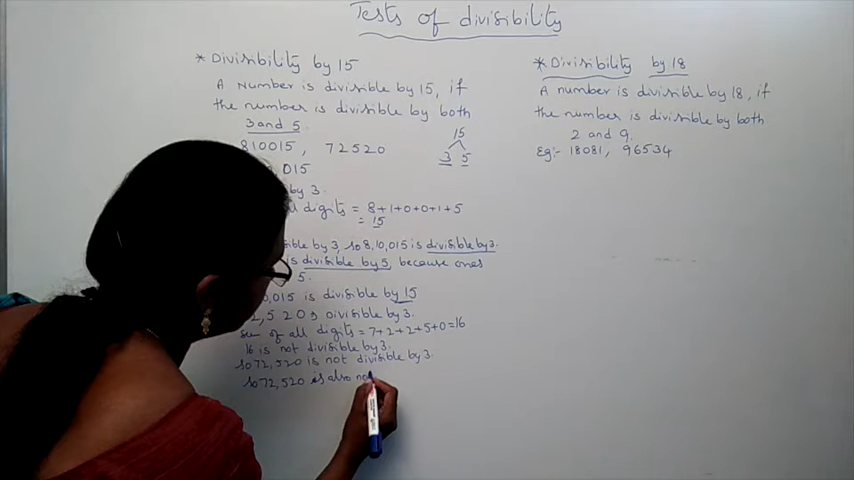 Tests of divisibility
* Divisibility by 15
A number is divisible by 15, if
the number is divisible by both
3 and 5.
15
3 5
810015, 72520
015
by 3.
digits = 8+1+0+0+1+5
= 15
ible by 3, so 8,10,015 is divisible by 3.
is divisible by 5, because ones
5.
0,015 is divisible by 15
2,520 divisible by 3.
sum of all digits = 7+2+2+5+0=16
16 is not divisible by 3.
so 72,520 is not divisible by 3.
so 72,520 is also no
* Divisibility by 18
A number is divisible by 18, if
the number is divisible by both
2 and 9.
Eg:- 18081, 96534